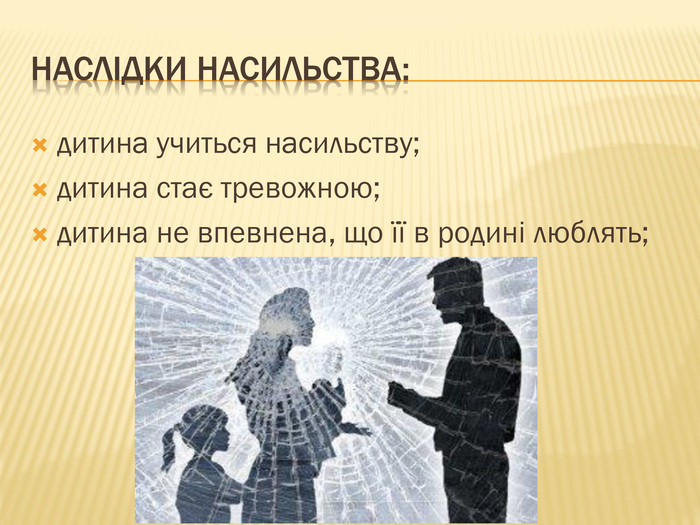 НАСЛІДКИ НАСИЛЬСТВА:
дитина учиться насильству;
дитина стає тревожною;
дитина не впевнена, що її в родині люблять;